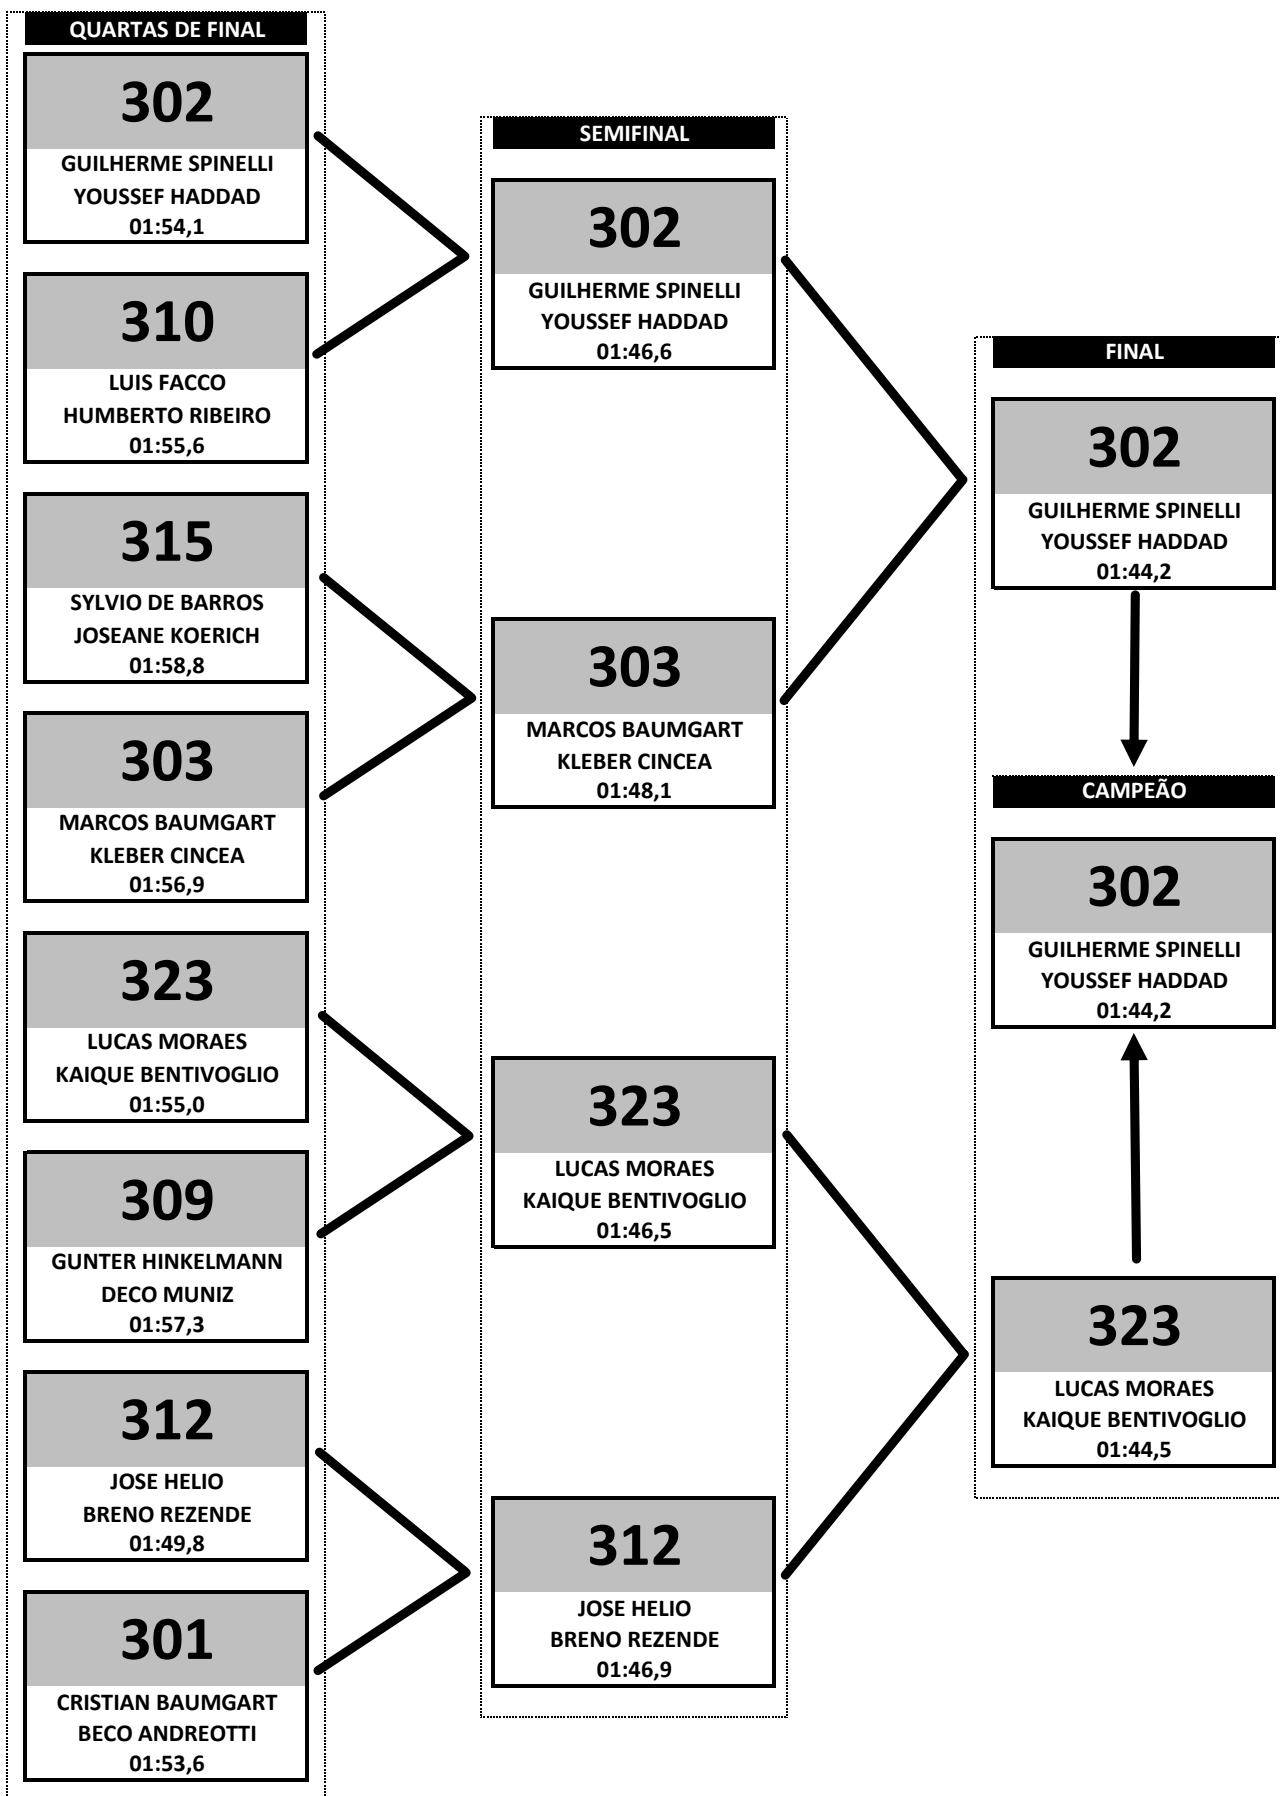 QUARTAS DE FINAL
302
GUILHERME SPINELLI
YOUSSEF HADDAD
01:54,1
310
LUIS FACCO
HUMBERTO RIBEIRO
01:55,6
315
SYLVIO DE BARROS
JOSEANE KOERICH
01:58,8
303
MARCOS BAUMGART
KLEBER CINCEA
01:56,9
323
LUCAS MORAES
KAIQUE BENTIVOGLIO
01:55,0
309
GUNTER HINKELMANN
DECO MUNIZ
01:57,3
312
JOSE HELIO
BRENO REZENDE
01:49,8
301
CRISTIAN BAUMGART
BECO ANDREOTTI
01:53,6
SEMIFINAL
302
GUILHERME SPINELLI
YOUSSEF HADDAD
01:46,6
303
MARCOS BAUMGART
KLEBER CINCEA
01:48,1
323
LUCAS MORAES
KAIQUE BENTIVOGLIO
01:46,5
312
JOSE HELIO
BRENO REZENDE
01:46,9
FINAL
302
GUILHERME SPINELLI
YOUSSEF HADDAD
01:44,2
CAMPEÃO
302
GUILHERME SPINELLI
YOUSSEF HADDAD
01:44,2
323
LUCAS MORAES
KAIQUE BENTIVOGLIO
01:44,5